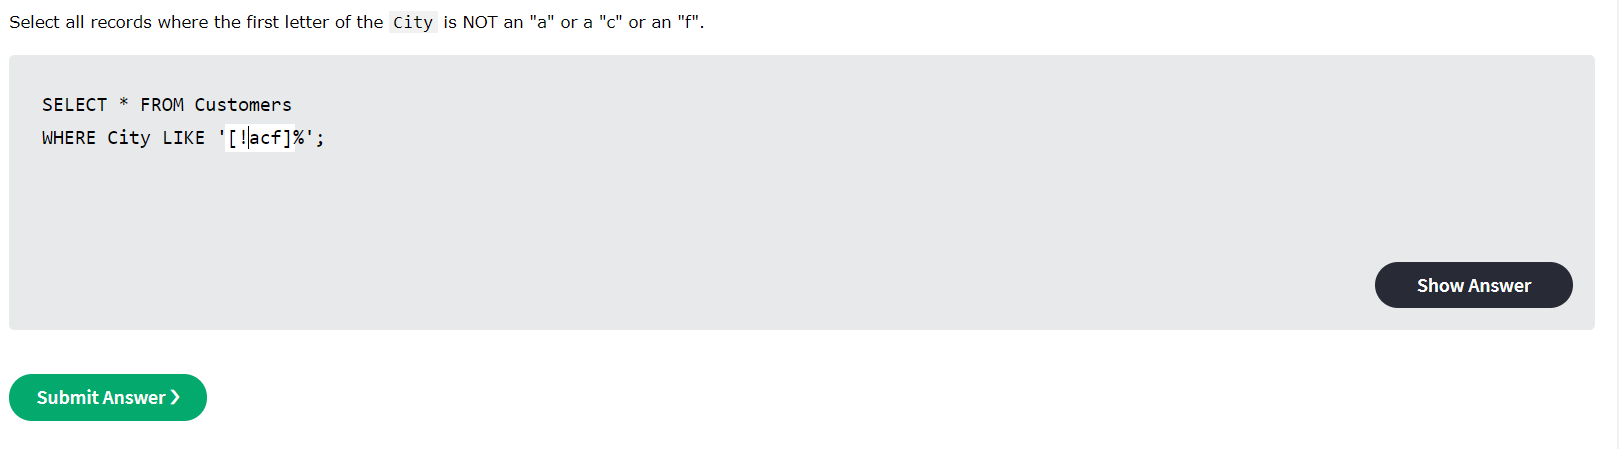 Select all records where the first letter of the City is NOT an "a" or a "c" or an "f".
SELECT * FROM Customers
WHERE City LIKE '[!acf]%';
Show Answer
Submit Answer ❯